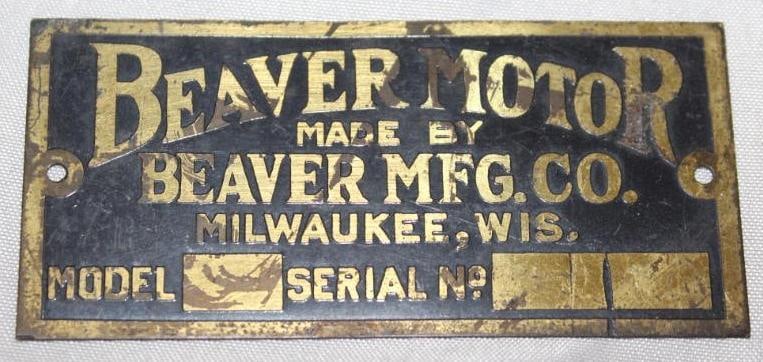 BEAVER MOTOR
MADE BY
BEAVER MFG. CO.
MILWAUKEE, WIS.
MODEL SERIAL No